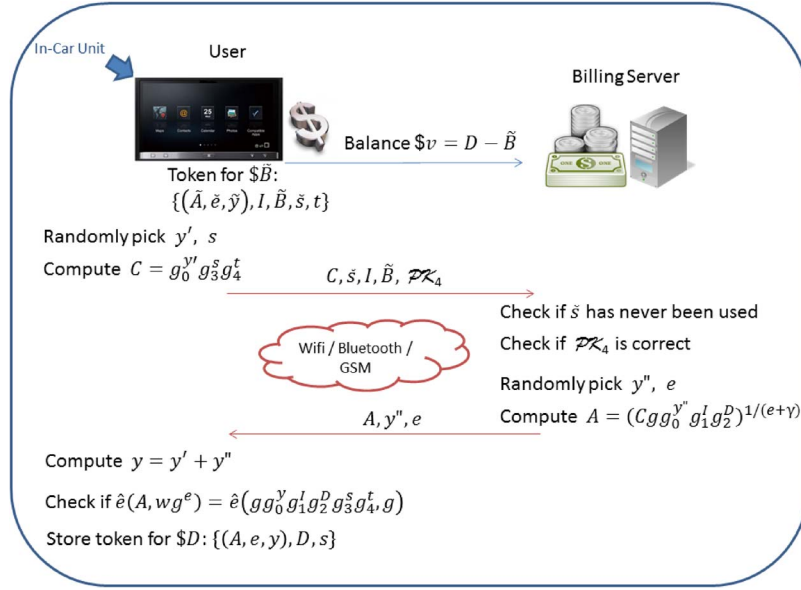 In-Car Unit
User
Billing Server
Balance $v = D − B̃
Token for $B̃:
{(Ã, ẽ, ỹ), I, B̃, s̃, t}
Randomly pick y′, s
Compute C = g₀^y′ g₃^s g₄^t
C, s̃, I, B̃, 𝒫𝒦₄
Check if s̃ has never been used
Check if 𝒫𝒦₄ is correct
Wifi / Bluetooth /
GSM
Randomly pick y", e
Compute A = (Cgg₀^y" g₁^I g₂^D)^1/(e+γ)
A, y", e
Compute y = y′ + y"
Check if ê(A, wg^e) = ê(gg₀^y g₁^I g₂^D g₃^s g₄^t, g)
Store token for $D: {(A, e, y), D, s}